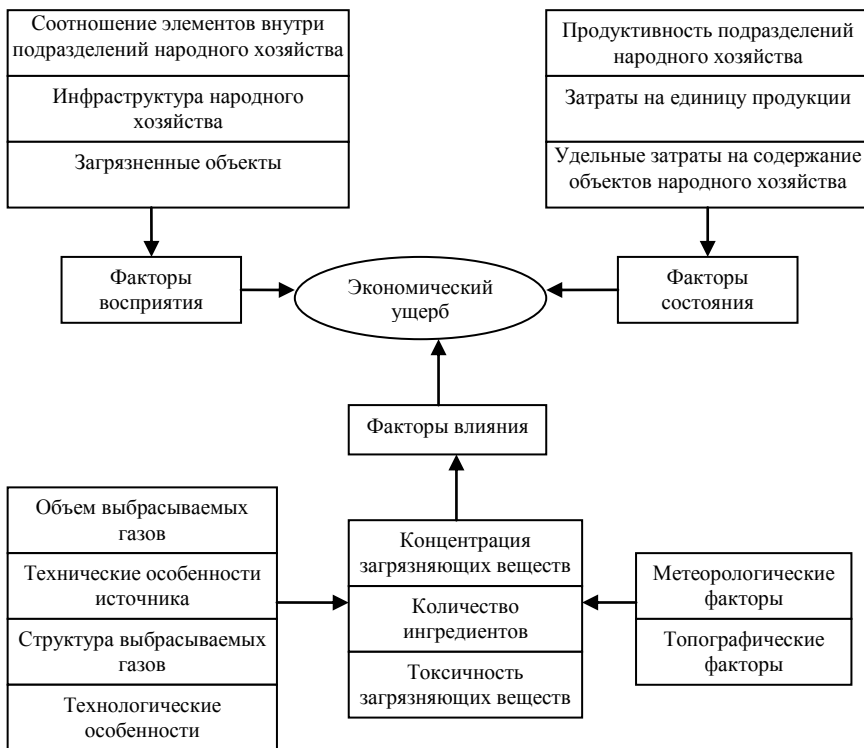 Соотношение элементов внутри
подразделений народного хозяйства
Инфраструктура народного
хозяйства
Загрязненные объекты
Продуктивность подразделений
народного хозяйства
Затраты на единицу продукции
Удельные затраты на содержание
объектов народного хозяйства
Факторы
восприятия
Экономический
ущерб
Факторы
состояния
Факторы влияния
Объем выбрасываемых
газов
Технические особенности
источника
Структура выбрасываемых
газов
Технологические
особенности
Концентрация
загрязняющих веществ
Количество
ингредиентов
Токсичность
загрязняющих веществ
Метеорологические
факторы
Топографические
факторы